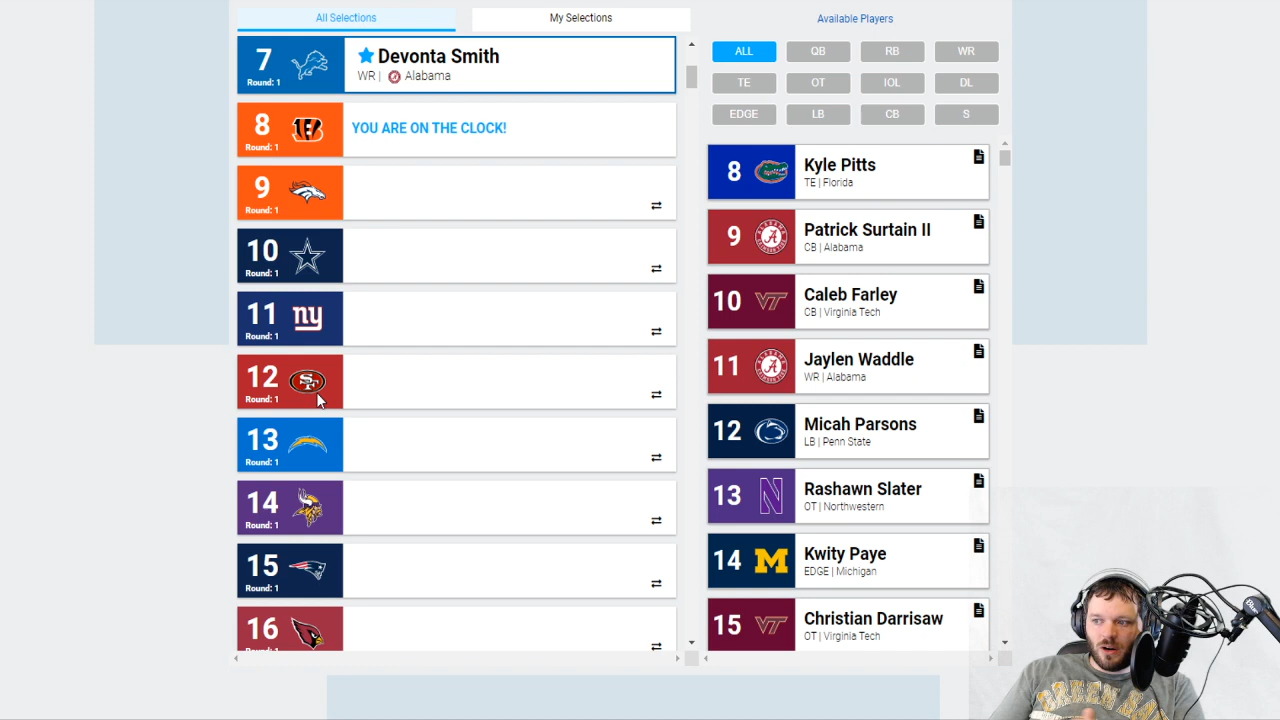 All Selections
My Selections
7
Round: 1
Devonta Smith
WR | Alabama
8
Round: 1
YOU ARE ON THE CLOCK!
9
Round: 1
10
Round: 1
11
Round: 1
ny
12
Round: 1
SF
13
Round: 1
14
Round: 1
15
Round: 1
16
Available Players
ALL
QB
RB
WR
TE
OT
IOL
DL
EDGE
LB
CB
S
8
Kyle Pitts
TE | Florida
9
Patrick Surtain II
CB | Alabama
10
VT
Caleb Farley
CB | Virginia Tech
11
Jaylen Waddle
WR | Alabama
12
Micah Parsons
LB | Penn State
13
N
Rashawn Slater
OT | Northwestern
14
M
Kwity Paye
EDGE | Michigan
15
VT
Christian Darrisaw
OT | Virginia Tech